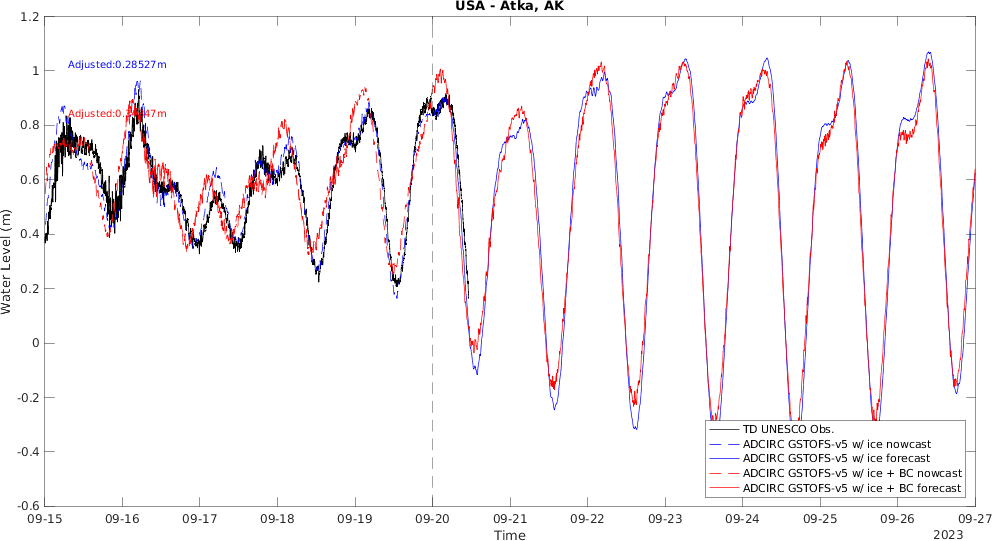 USA - Atka, AK
Adjusted:0.28527m
Water Level (m)
1.2
1
0.8
0.6
0.4
0.2
0
-0.2
-0.4
-0.6
TD UNESCO Obs.
ADCIRC GSTOFS-v5 w/ ice nowcast
ADCIRC GSTOFS-v5 w/ ice forecast
ADCIRC GSTOFS-v5 w/ ice + BC nowcast
ADCIRC GSTOFS-v5 w/ ice + BC forecast
09-15 09-16 09-17 09-18 09-19 09-20 09-21 09-22 09-23 09-24 09-25 09-26 09-27
Time
2023